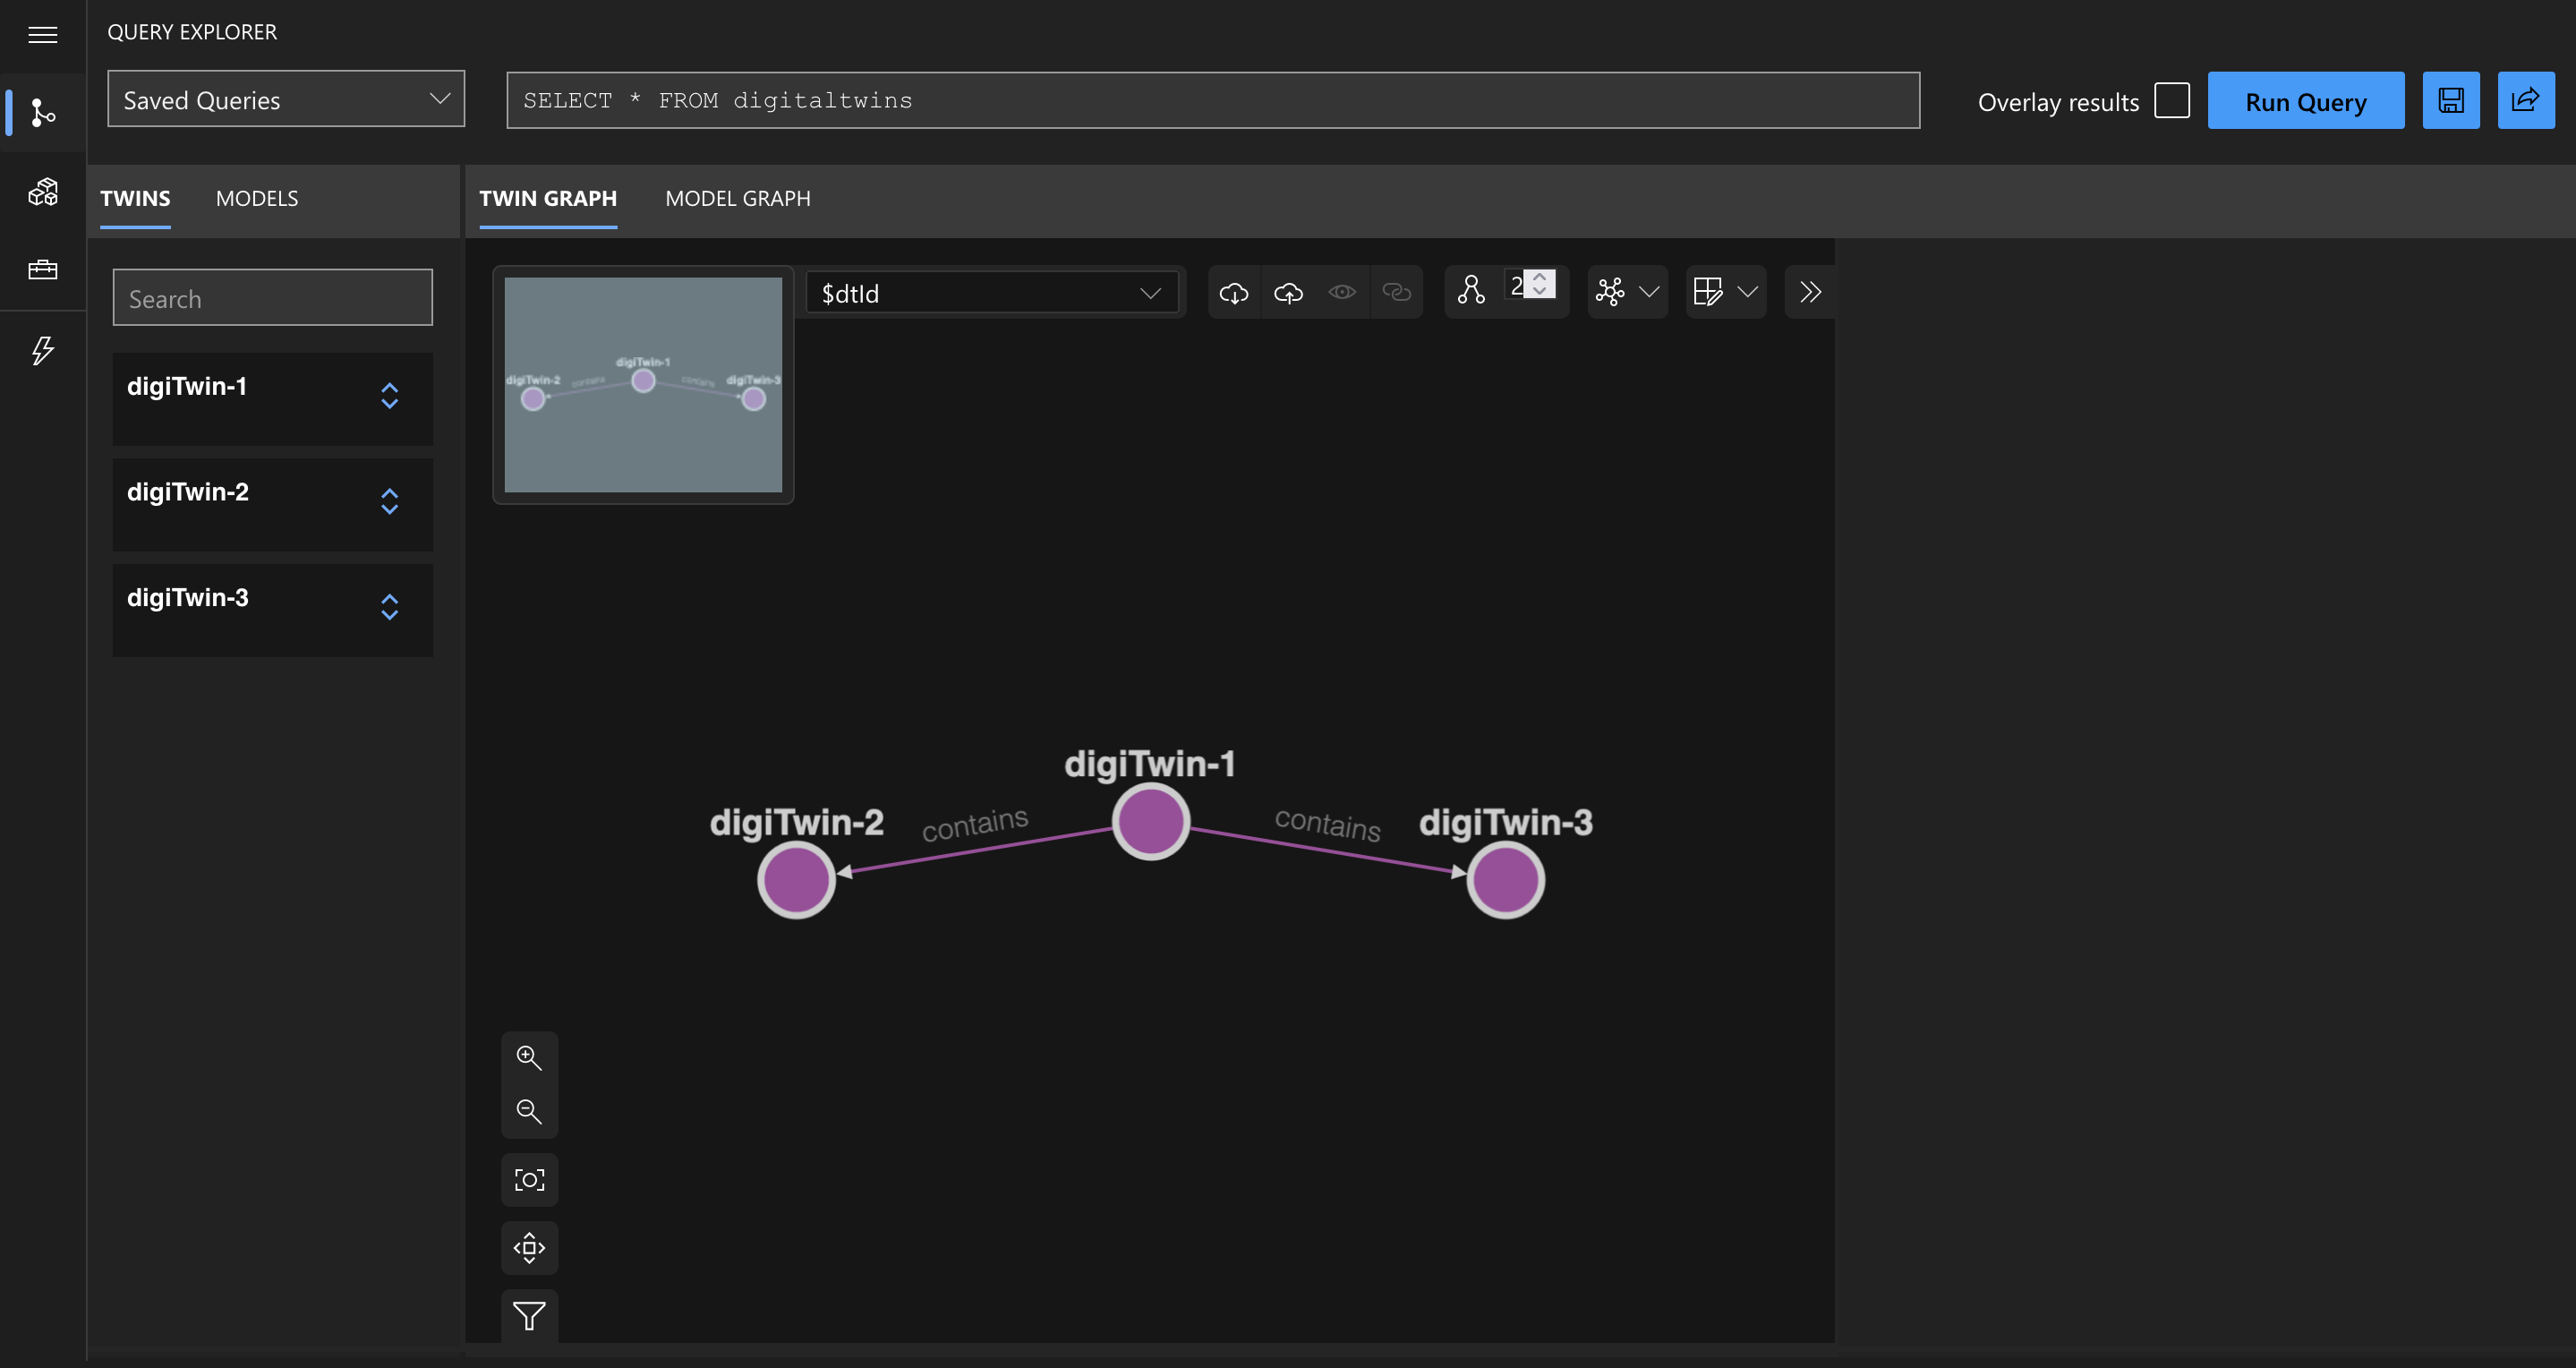 QUERY EXPLORER
Saved Queries
SELECT * FROM digitaltwins
Overlay results
Run Query
TWINS
MODELS
TWIN GRAPH
MODEL GRAPH
Search
digiTwin-1
digiTwin-2
digiTwin-3
digiTwin-1
digiTwin-2
contains
contains
digiTwin-3
$dtId
2
digiTwin-1
digiTwin-2
contains
contains
digiTwin-3